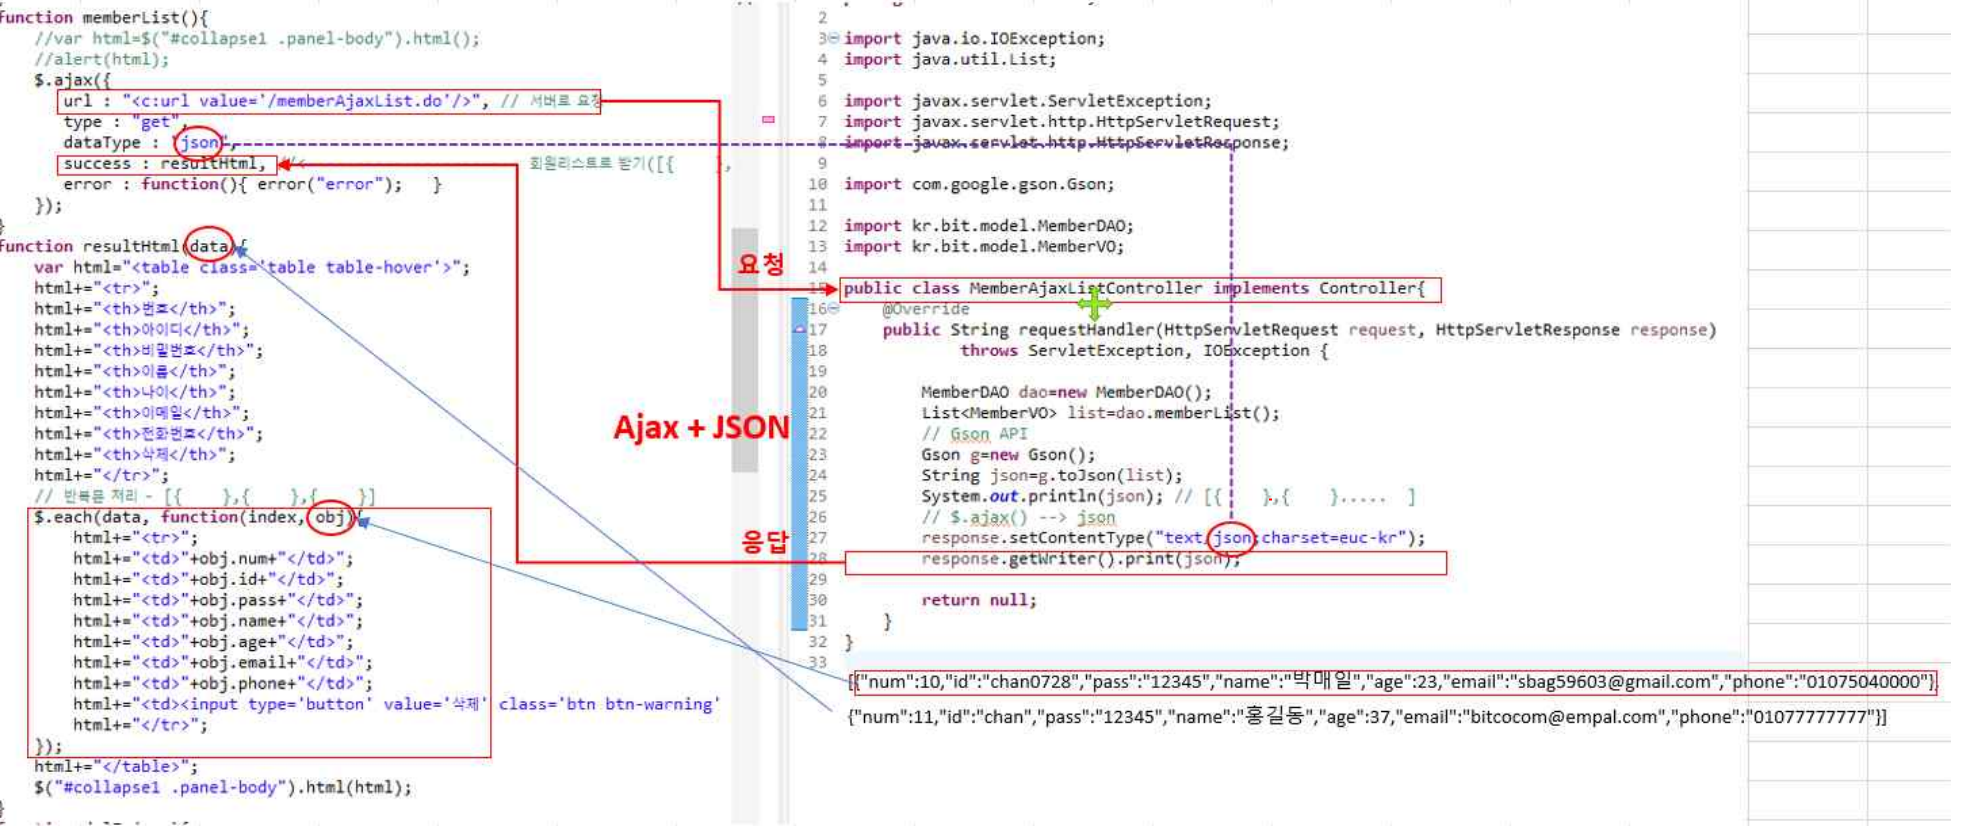 function memberList(){
//var html=$("#collapse1 .panel-body").html();
//alert(html);
$.ajax({
url : "<c:url value='/memberAjaxList.do'/>", // 서버로 요청
type : "get",
dataType : "json",
success : resultHtml, //<
회원리스트로 받기([{    },
error : function(){ error("error");   }
});
}
function resultHtml(data){
var html="<table class='table table-hover'>";
html+="<tr>";
html+="<th>번호</th>";
html+="<th>아이디</th>";
html+="<th>비밀번호</th>";
html+="<th>이름</th>";
html+="<th>나이</th>";
html+="<th>이메일</th>";
html+="<th>전화번호</th>";
html+="<th>삭제</th>";
html+="</tr>";
// 반복문 처리 - [{    },{    },{    }]
$.each(data, function(index, obj){
html+="<tr>";
html+="<td>"+obj.num+"</td>";
html+="<td>"+obj.id+"</td>";
html+="<td>"+obj.pass+"</td>";
html+="<td>"+obj.name+"</td>";
html+="<td>"+obj.age+"</td>";
html+="<td>"+obj.email+"</td>";
html+="<td>"+obj.phone+"</td>";
html+="<td><input type='button' value='삭제' class='btn btn-warning'
html+="</tr>";
});
html+="</table>";
$("#collapse1 .panel-body").html(html);
}
요청
Ajax + JSON
응답
2
3 import java.io.IOException;
4 import java.util.List;
5
6 import javax.servlet.ServletException;
7 import javax.servlet.http.HttpServletRequest;
8 import javax.servlet.http.HttpServletResponse;
9
10 import com.google.gson.Gson;
11
12 import kr.bit.model.MemberDAO;
13 import kr.bit.model.MemberVO;
14
15 public class MemberAjaxListController implements Controller{
16 @Override
17 public String requestHandler(HttpServletRequest request, HttpServletResponse response)
18 throws ServletException, IOException {
19
20 MemberDAO dao=new MemberDAO();
21 List<MemberVO> list=dao.memberList();
22 // Gson API
23 Gson g=new Gson();
24 String json=g.toJson(list);
25 System.out.println(json); // [{    },{    }.....  ]
26 // $.ajax() --> json
27 response.setContentType("text/json;charset=euc-kr");
28 response.getWriter().print(json);
29
30 return null;
31 }
32 }
33
[{"num":10,"id":"chan0728","pass":"12345","name":"박매일","age":23,"email":"sbag59603@gmail.com","phone":"01075040000"},
{"num":11,"id":"chan","pass":"12345","name":"홍길동","age":37,"email":"bitcocom@empal.com","phone":"01077777777"}]